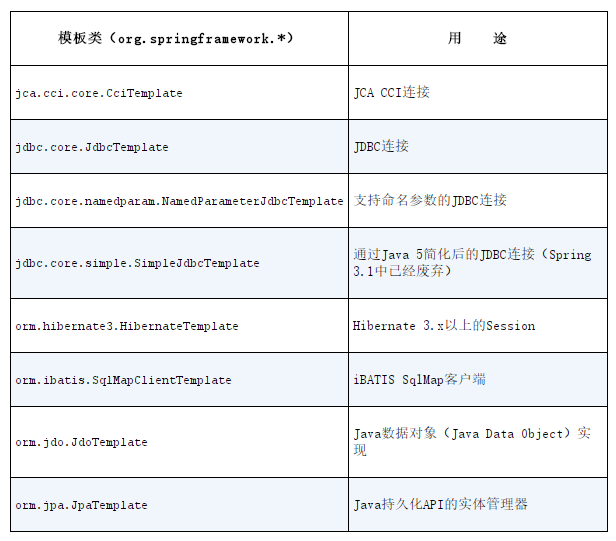 模板类（org.springframework.*） 用 途
jca.cci.core.CciTemplate JCA CCI连接
jdbc.core.JdbcTemplate JDBC连接
jdbc.core.namedparam.NamedParameterJdbcTemplate 支持命名参数的JDBC连接
jdbc.core.simple.SimpleJdbcTemplate 通过Java 5简化后的JDBC连接（Spring
3.1中已经废弃）
orm.hibernate3.HibernateTemplate Hibernate 3.x以上的Session
orm.ibatis.SqlMapClientTemplate iBATIS SqlMap客户端
orm.jdo.JdoTemplate Java数据对象（Java Data Object）实
现
orm.jpa.JpaTemplate Java持久化API的实体管理器